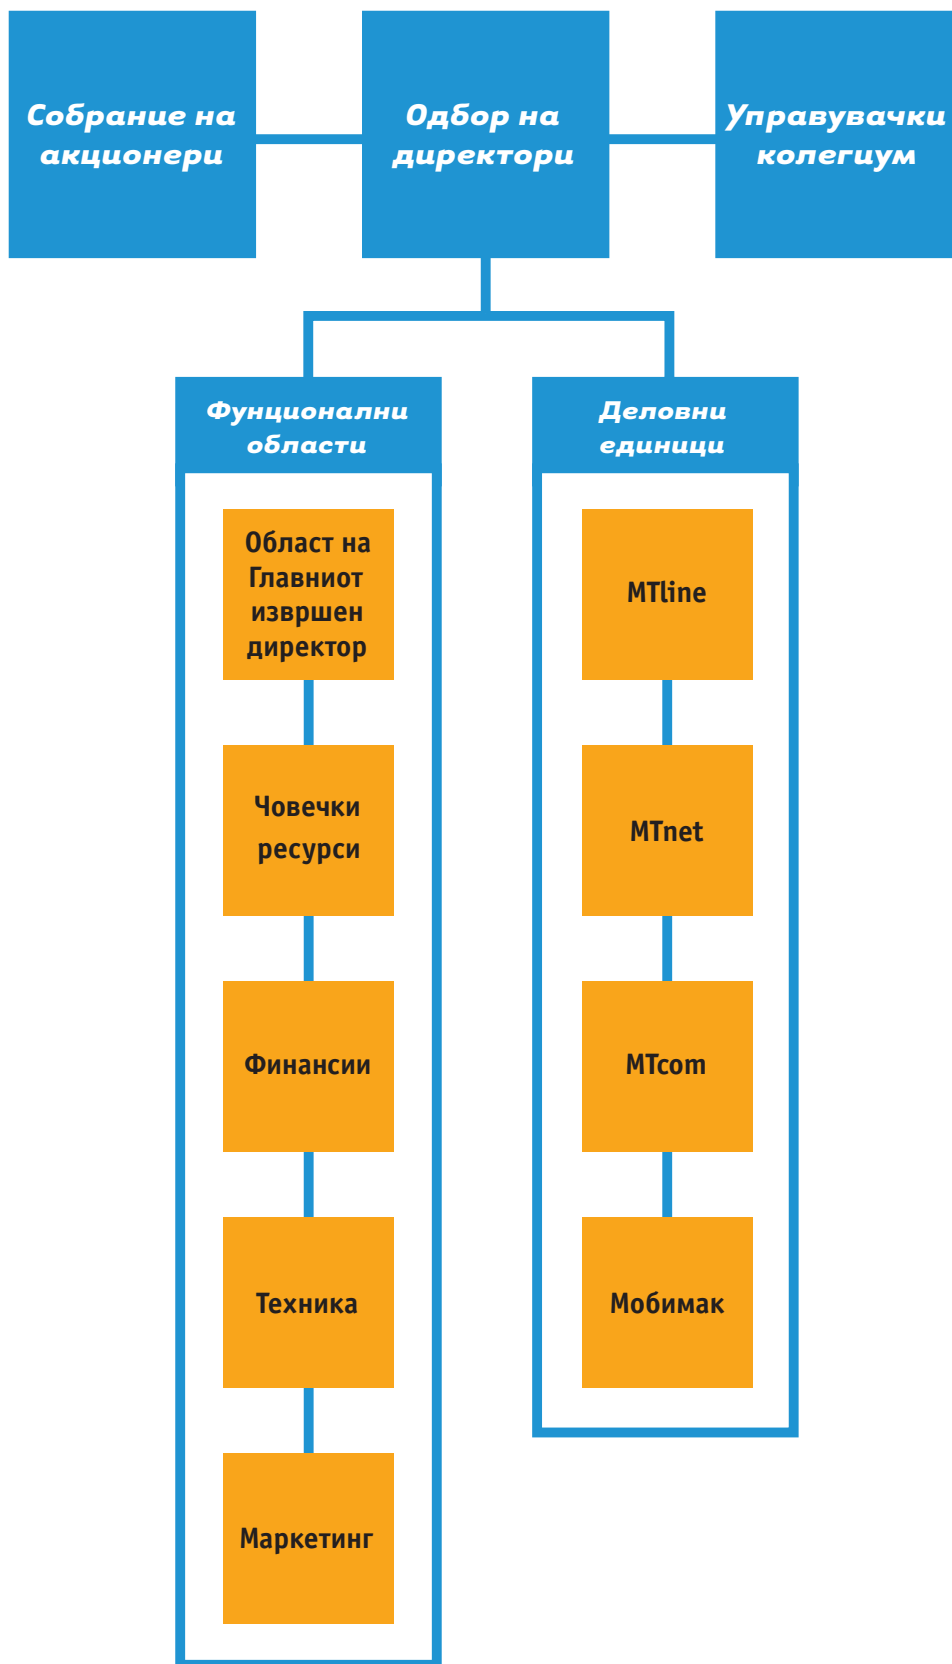 Собрание на
акционери
Одбор на
директори
Управувачки
колегиум
Фунционални
области
Област на
Главниот
извршен
директор
Човечки
ресурси
Финансии
Техника
Маркетинг
Деловни
единици
MTline
MTnet
MTcom
Мобимак